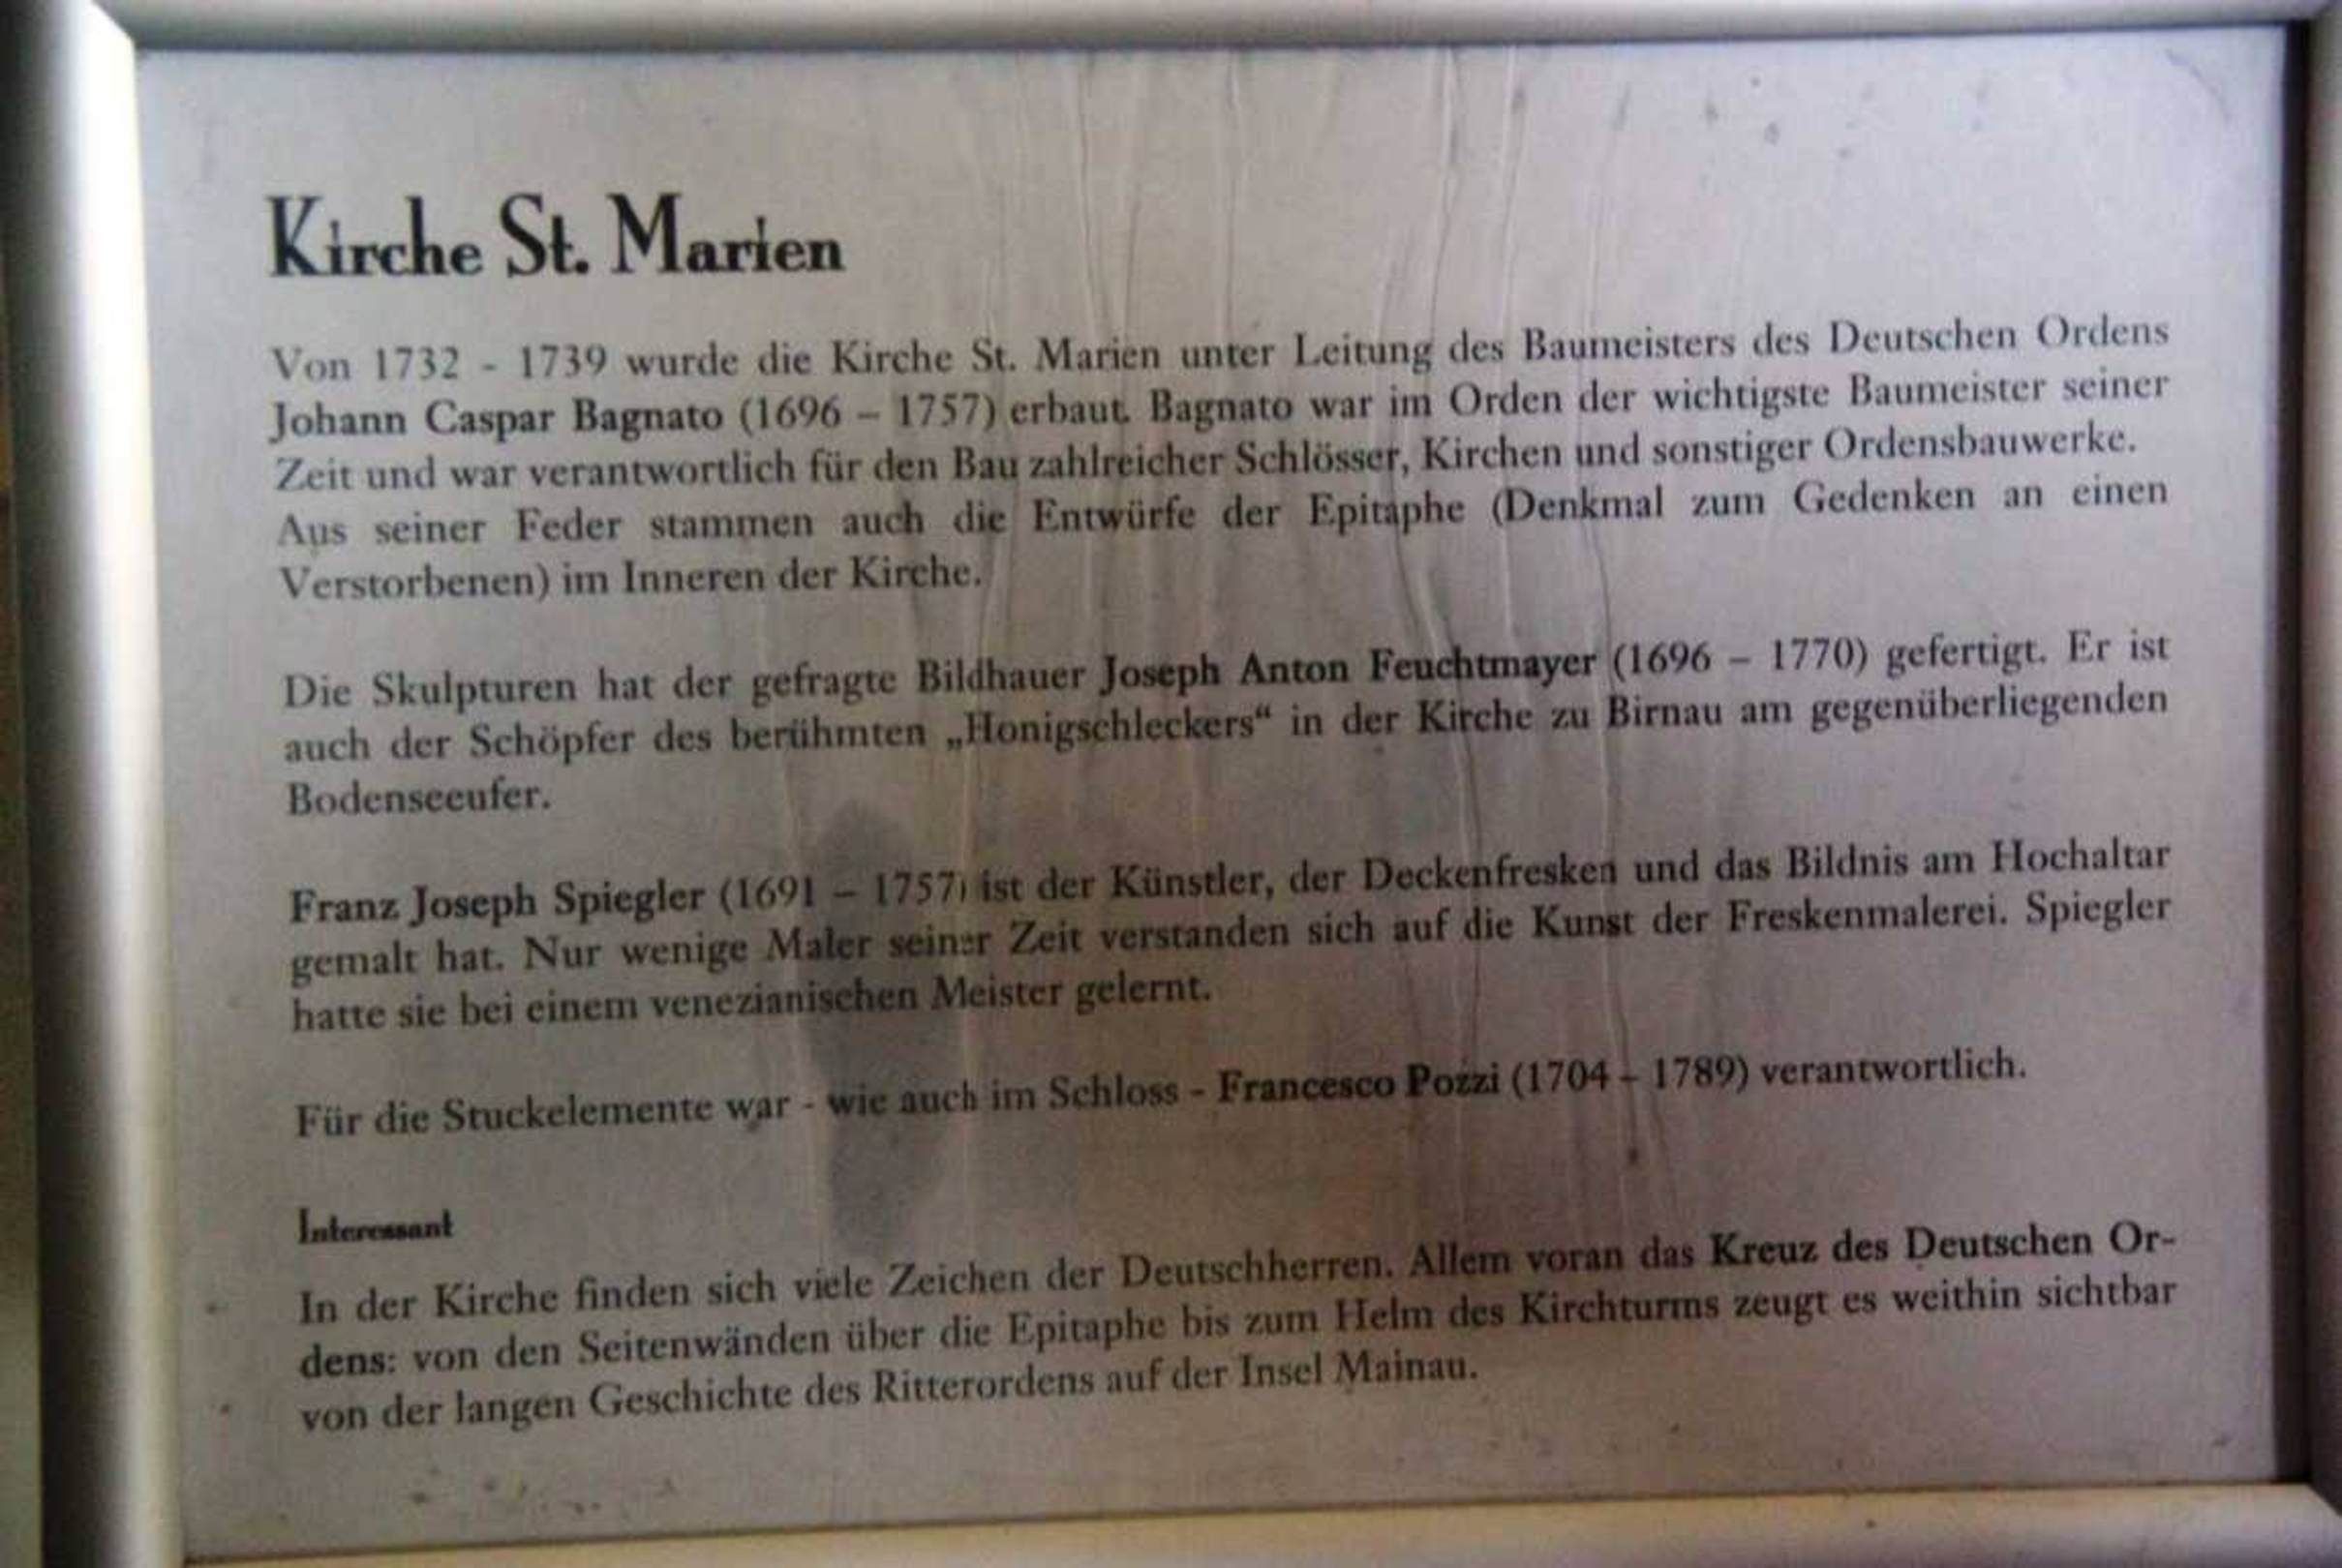 Kirche St. Marien
Von 1732 - 1739 wurde die Kirche St. Marien unter Leitung des Baumeisters des Deutschen Ordens
Johann Caspar Bagnato (1696 – 1757) erbaut. Bagnato war im Orden der wichtigste Baumeister seiner
Zeit und war verantwortlich für den Bau zahlreicher Schlösser, Kirchen und sonstiger Ordensbauwerke.
Aus seiner Feder stammen auch die Entwürfe der Epitaphe (Denkmal zum Gedenken an einen
Verstorbenen) im Inneren der Kirche.
Die Skulpturen hat der gefragte Bildhauer Joseph Anton Feuchtmayer (1696 – 1770) gefertigt. Er ist
auch der Schöpfer des berühmten „Honigschleckers“ in der Kirche zu Birnau am gegenüberliegenden
Bodenseeufer.
Franz Joseph Spiegler (1691 – 1757) ist der Künstler, der Deckenfresken und das Bildnis am Hochaltar
gemalt hat. Nur wenige Maler seiner Zeit verstanden sich auf die Kunst der Freskenmalerei. Spiegler
hatte sie bei einem venezianischen Meister gelernt.
Für die Stuckelemente war - wie auch im Schloss - Francesco Pozzi (1704 – 1789) verantwortlich.
Interessant
In der Kirche finden sich viele Zeichen der Deutschherren. Allem voran das Kreuz des Deutschen Or-
dens: von den Seitenwänden über die Epitaphe bis zum Helm des Kirchturms zeugt es weithin sichtbar
von der langen Geschichte des Ritterordens auf der Insel Mainau.